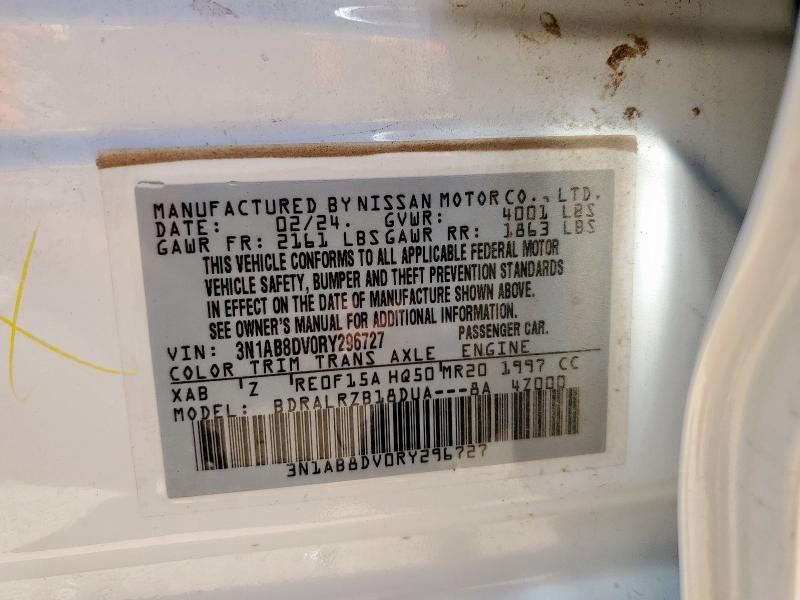 MANUFACTURED BY NISSAN MOTOR CO., LTD.
DATE: 02/24. GVWR: 4001 LBS
GAWR FR: 2161 LBS GAWR RR: 1863 LBS
THIS VEHICLE CONFORMS TO ALL APPLICABLE FEDERAL MOTOR
VEHICLE SAFETY, BUMPER AND THEFT PREVENTION STANDARDS
IN EFFECT ON THE DATE OF MANUFACTURE SHOWN ABOVE.
SEE OWNER'S MANUAL FOR ADDITIONAL INFORMATION.
VIN: 3N1AB8DV0RY296727 PASSENGER CAR.
COLOR TRIM TRANS AXLE ENGINE
XAB Z RE0F15A HQ50 MR20 1997 CC
MODEL: BDRALRZB18DUA---8A 4Z000
3N1AB8DV0RY296727